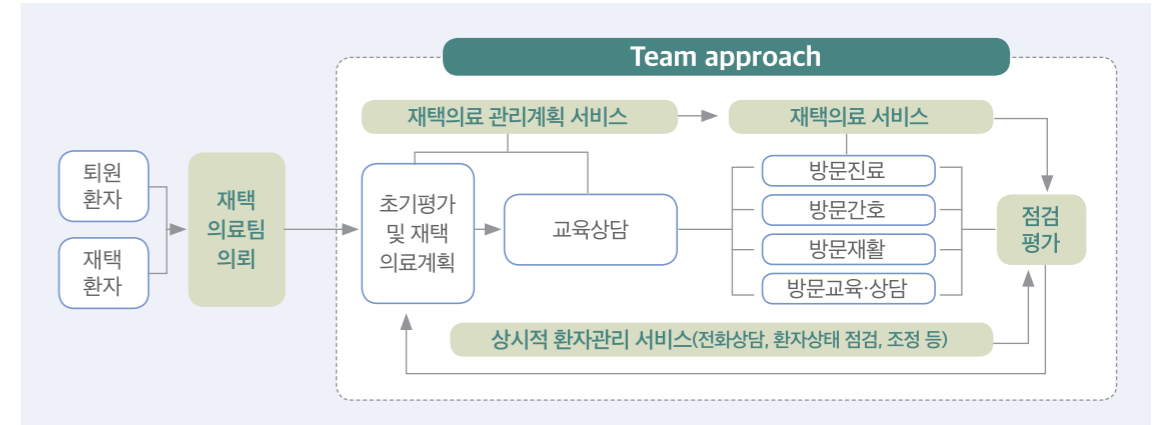 Team approach
재택의료 관리계획 서비스
재택의료 서비스
퇴원
환자
재택
환자
재택
의료팀
의뢰
초기평가
및 재택
의료계획
교육상담
방문진료
방문간호
방문재활
방문교육·상담
점검
평가
상시적 환자관리 서비스(전화상담, 환자상태 점검, 조정 등)